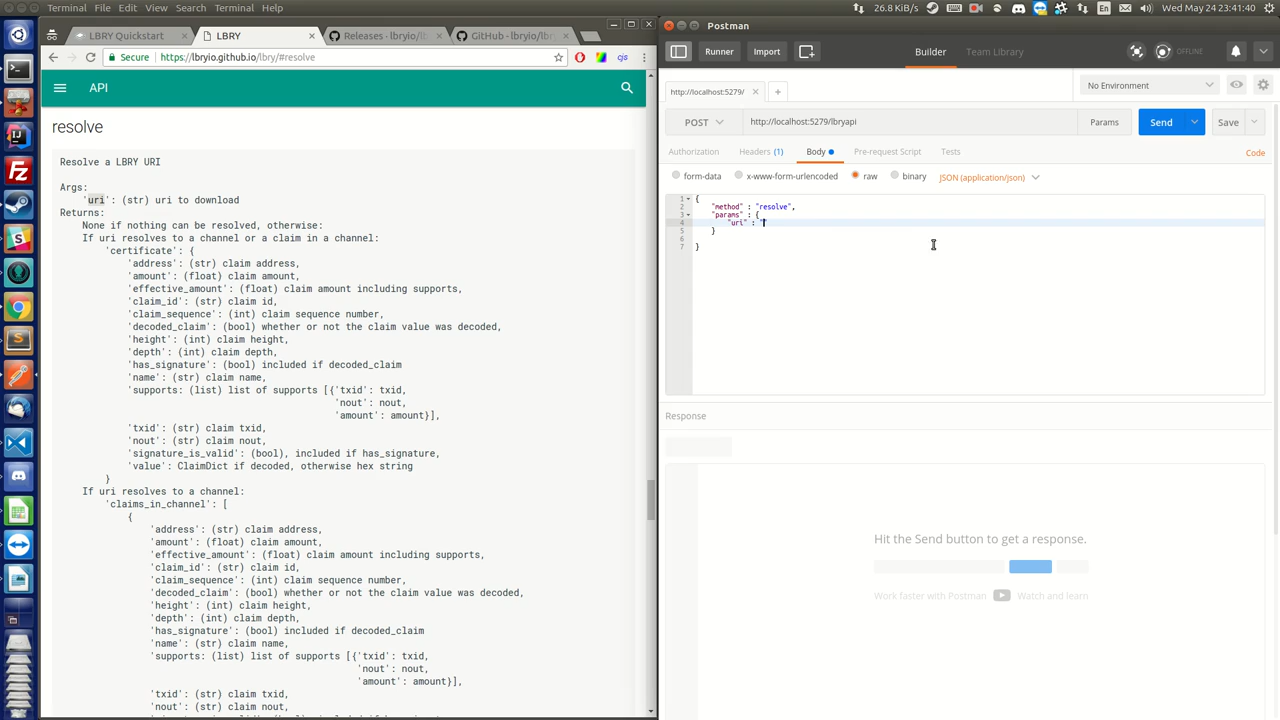 Terminal File Edit View Search Terminal Help
26.8 KiB/s En Wed May 24 23:41:40
LBRY Quickstart × LBRY × Releases - lbryio/lb × GitHub - lbryio/lbry ×
Secure https://lbryio.github.io/lbry/#resolve
cjs
API
resolve
Resolve a LBRY URI
Args:
'uri': (str) uri to download
Returns:
None if nothing can be resolved, otherwise:
If uri resolves to a channel or a claim in a channel:
'certificate': {
'address': (str) claim address,
'amount': (float) claim amount,
'effective_amount': (float) claim amount including supports,
'claim_id': (str) claim id,
'claim_sequence': (int) claim sequence number,
'decoded_claim': (bool) whether or not the claim value was decoded,
'height': (int) claim height,
'depth': (int) claim depth,
'has_signature': (bool) included if decoded_claim
'name': (str) claim name,
'supports: (list) list of supports [{'txid': txid,
'nout': nout,
'amount': amount}],
'txid': (str) claim txid,
'nout': (str) claim nout,
'signature_is_valid': (bool), included if has_signature,
'value': ClaimDict if decoded, otherwise hex string
}
If uri resolves to a channel:
'claims_in_channel': [
{
'address': (str) claim address,
'amount': (float) claim amount,
'effective_amount': (float) claim amount including supports,
'claim_id': (str) claim id,
'claim_sequence': (int) claim sequence number,
'decoded_claim': (bool) whether or not the claim value was decoded,
'height': (int) claim height,
'depth': (int) claim depth,
'has_signature': (bool) included if decoded_claim
'name': (str) claim name,
'supports: (list) list of supports [{'txid': txid,
'nout': nout,
'amount': amount}],
'txid': (str) claim txid,
'nout': (str) claim nout,
Postman
Runner Import Builder Team Library OFFLINE
http://localhost:5279/ × + No Environment
POST http://localhost:5279/lbryapi Params Send Save
Authorization Headers (1) Body Pre-request Script Tests Code
form-data x-www-form-urlencoded raw binary JSON (application/json)
1 {
2 "method" : "resolve",
3 "params" : {
4 "uri" : "
5 }
6
7 }
Response
Hit the Send button to get a response.
Work faster with Postman Watch and learn